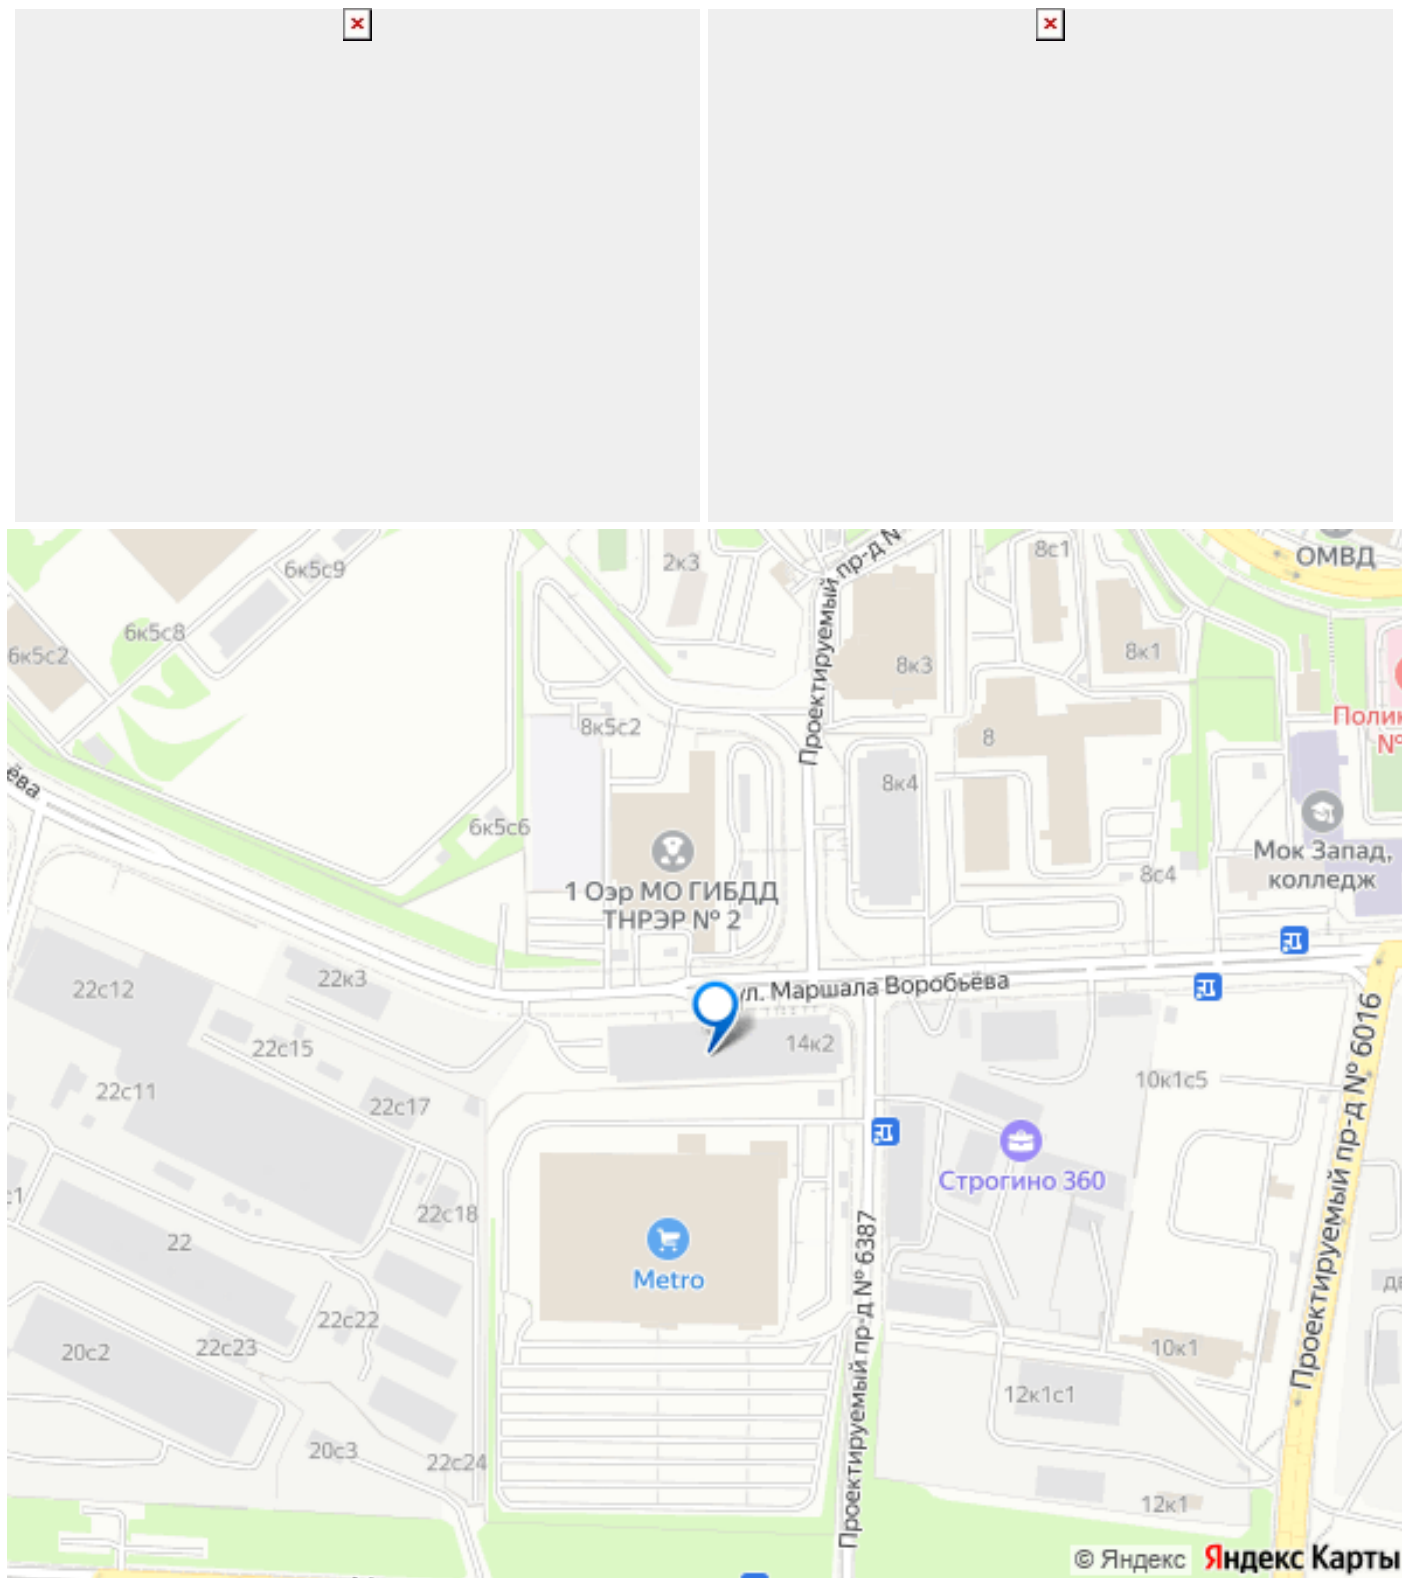 ОМВД
8с1
2к3
6к5с9
Проектируемый пр-д №
6к5с8
6к5с2
8к1
8к3
8к5с2
8
8к4
ёва
6к5с6
Мок Запад,
колледж
8с4
1 Оэр МО ГИБДД
ТНРЭР № 2
22к3
22с12
ул. Маршала Воробьёва
14к2
22с15
10к1с5
22с11
22с17
Проектируемый пр-д № 6016
Строгино 360
22с18
22
Metro
Проектируемый пр-д № 6387
22с22
22с23
20с2
10к1
12к1с1
20с3
22с24
12к1
© Яндекс Яндекс Карты